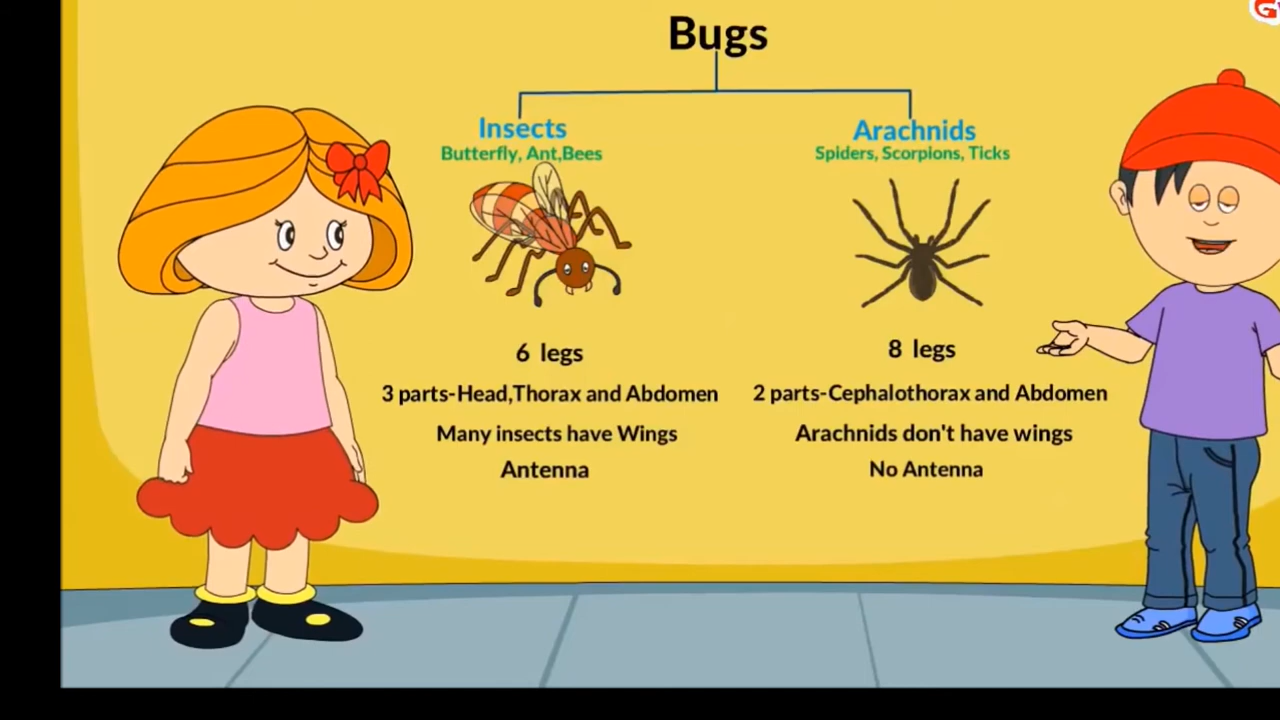 Bugs
Insects
Butterfly, Ant,Bees
Arachnids
Spiders, Scorpions, Ticks
6 legs
3 parts-Head,Thorax and Abdomen
Many insects have Wings
Antenna
8 legs
2 parts-Cephalothorax and Abdomen
Arachnids don't have wings
No Antenna